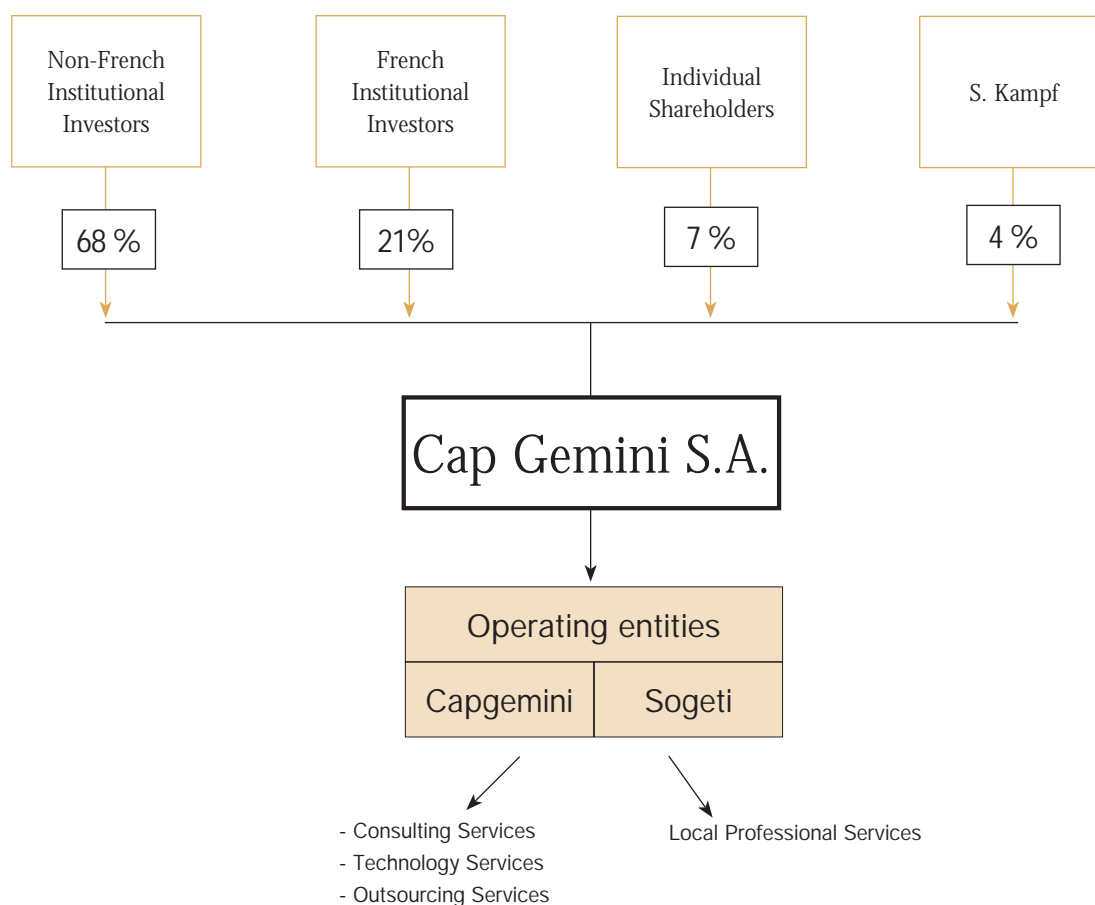 Non-French
Institutional
Investors
French
Institutional
Investors
Individual
Shareholders
S. Kampf
68 %
21%
7 %
4 %
Cap Gemini S.A.
Operating entities
Capgemini
Sogeti
- Consulting Services
- Technology Services
- Outsourcing Services
Local Professional Services